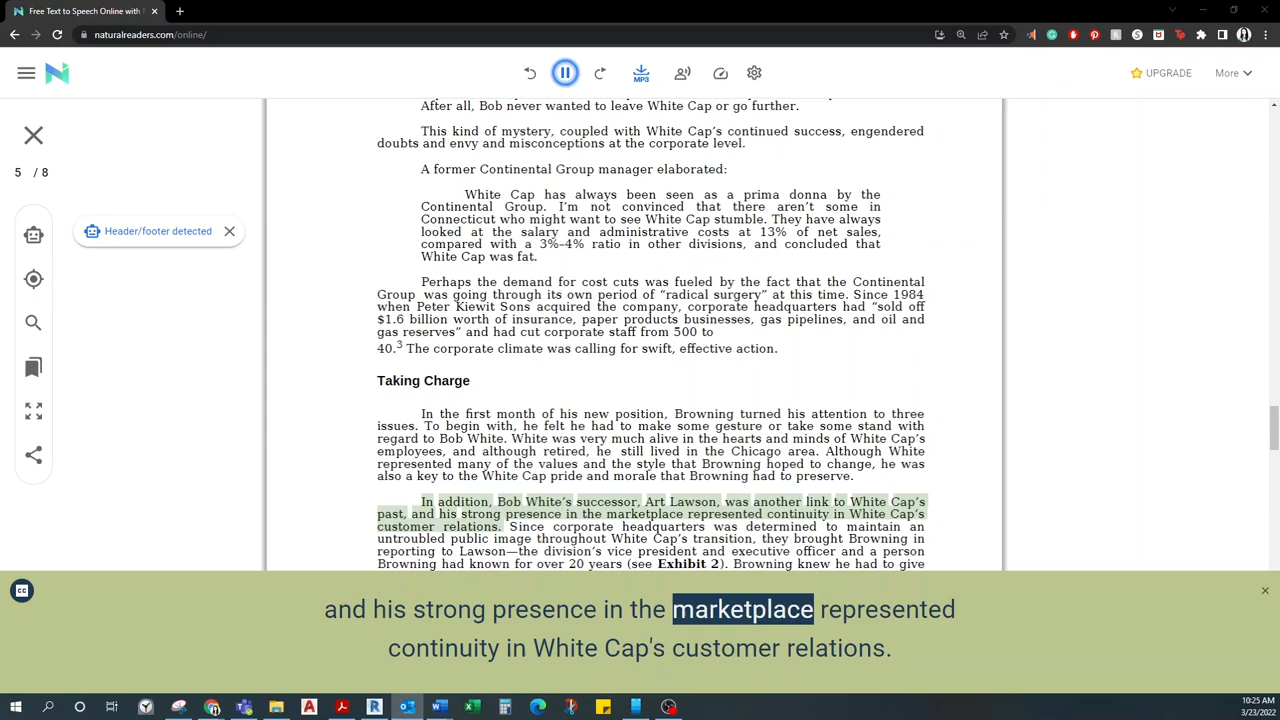 Free Text to Speech Online with
naturalreaders.com/online/
MP3
UPGRADE
More
5 / 8
Header/footer detected
After all, Bob never wanted to leave White Cap or go further.
This kind of mystery, coupled with White Cap’s continued success, engendered
doubts and envy and misconceptions at the corporate level.
A former Continental Group manager elaborated:
White Cap has always been seen as a prima donna by the
Continental Group. I’m not convinced that there aren’t some in
Connecticut who might want to see White Cap stumble. They have always
looked at the salary and administrative costs at 13% of net sales,
compared with a 3%–4% ratio in other divisions, and concluded that
White Cap was fat.
Perhaps the demand for cost cuts was fueled by the fact that the Continental
Group was going through its own period of “radical surgery” at this time. Since 1984
when Peter Kiewit Sons acquired the company, corporate headquarters had “sold off
$1.6 billion worth of insurance, paper products businesses, gas pipelines, and oil and
gas reserves” and had cut corporate staff from 500 to
40.3 The corporate climate was calling for swift, effective action.
Taking Charge
In the first month of his new position, Browning turned his attention to three
issues. To begin with, he felt he had to make some gesture or take some stand with
regard to Bob White. White was very much alive in the hearts and minds of White Cap’s
employees, and although retired, he still lived in the Chicago area. Although White
represented many of the values and the style that Browning hoped to change, he was
also a key to the White Cap pride and morale that Browning had to preserve.
In addition, Bob White’s successor, Art Lawson, was another link to White Cap’s
past, and his strong presence in the marketplace represented continuity in White Cap’s
customer relations. Since corporate headquarters was determined to maintain an
untroubled public image throughout White Cap’s transition, they brought Browning in
reporting to Lawson—the division’s vice president and executive officer and a person
Browning had known for over 20 years (see Exhibit 2). Browning knew he had to give
CC
and his strong presence in the marketplace represented
continuity in White Cap's customer relations.
10:25 AM
3/23/2022